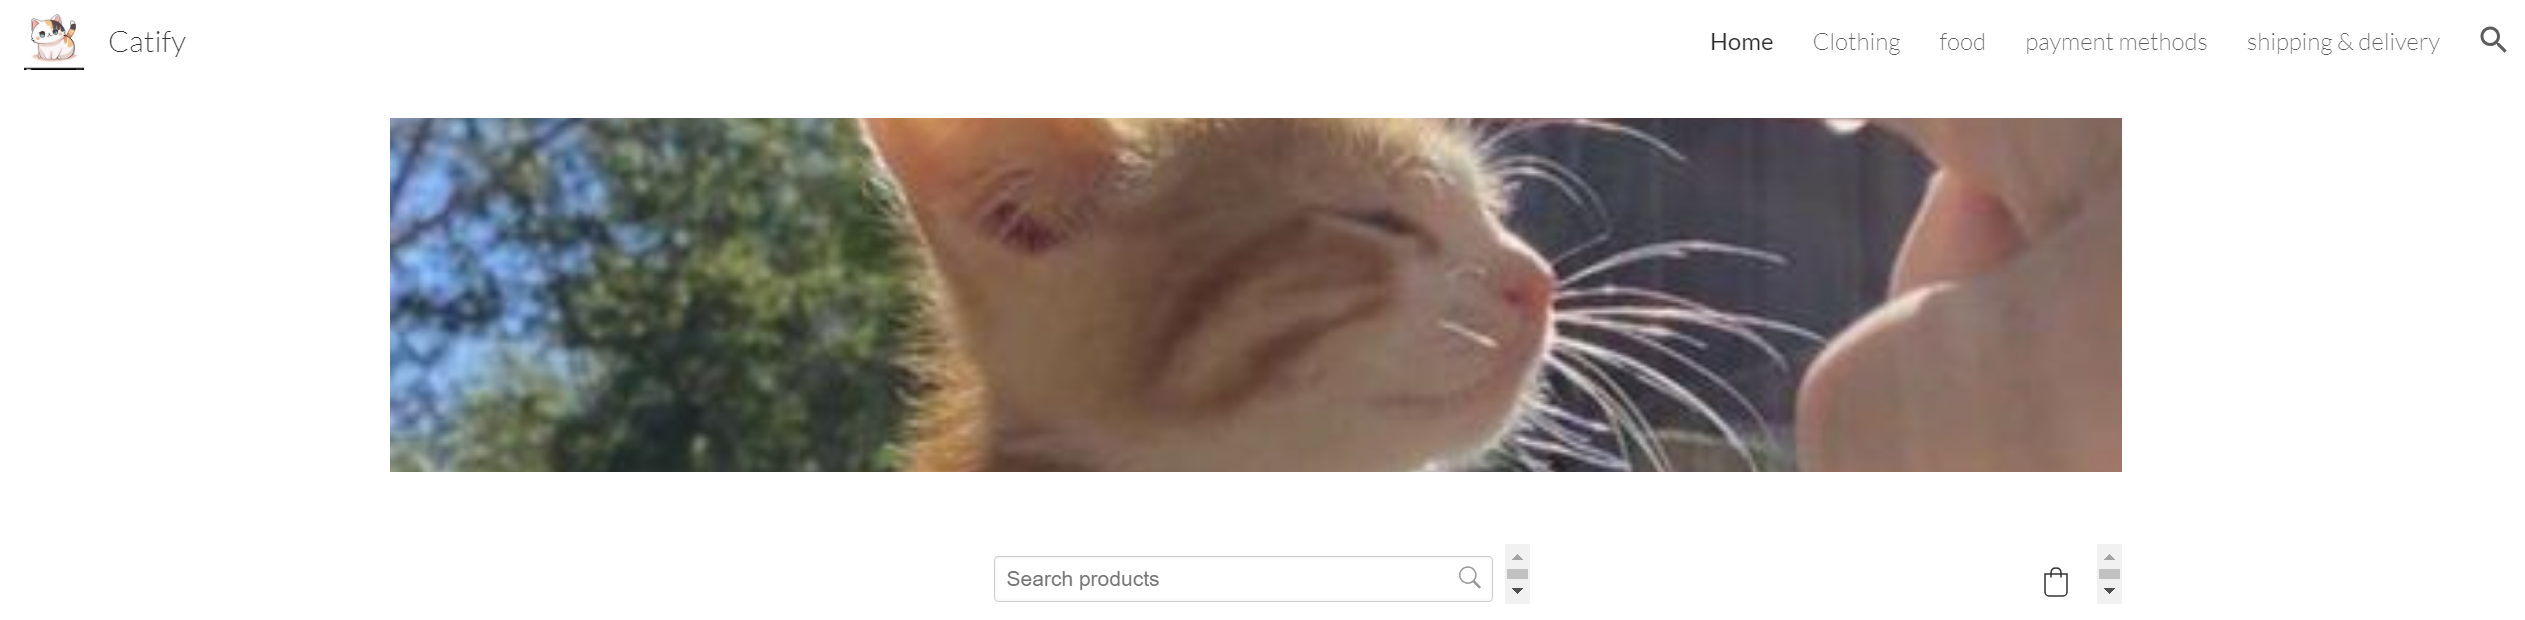 Catify
Home Clothing food payment methods shipping & delivery
Search products